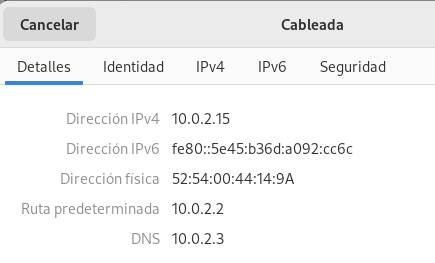 Cancelar Cableada
Detalles Identidad IPv4 IPv6 Seguridad
Dirección IPv4 10.0.2.15
Dirección IPv6 fe80::5e45:b36d:a092:cc6c
Dirección física 52:54:00:44:14:9A
Ruta predeterminada 10.0.2.2
DNS 10.0.2.3